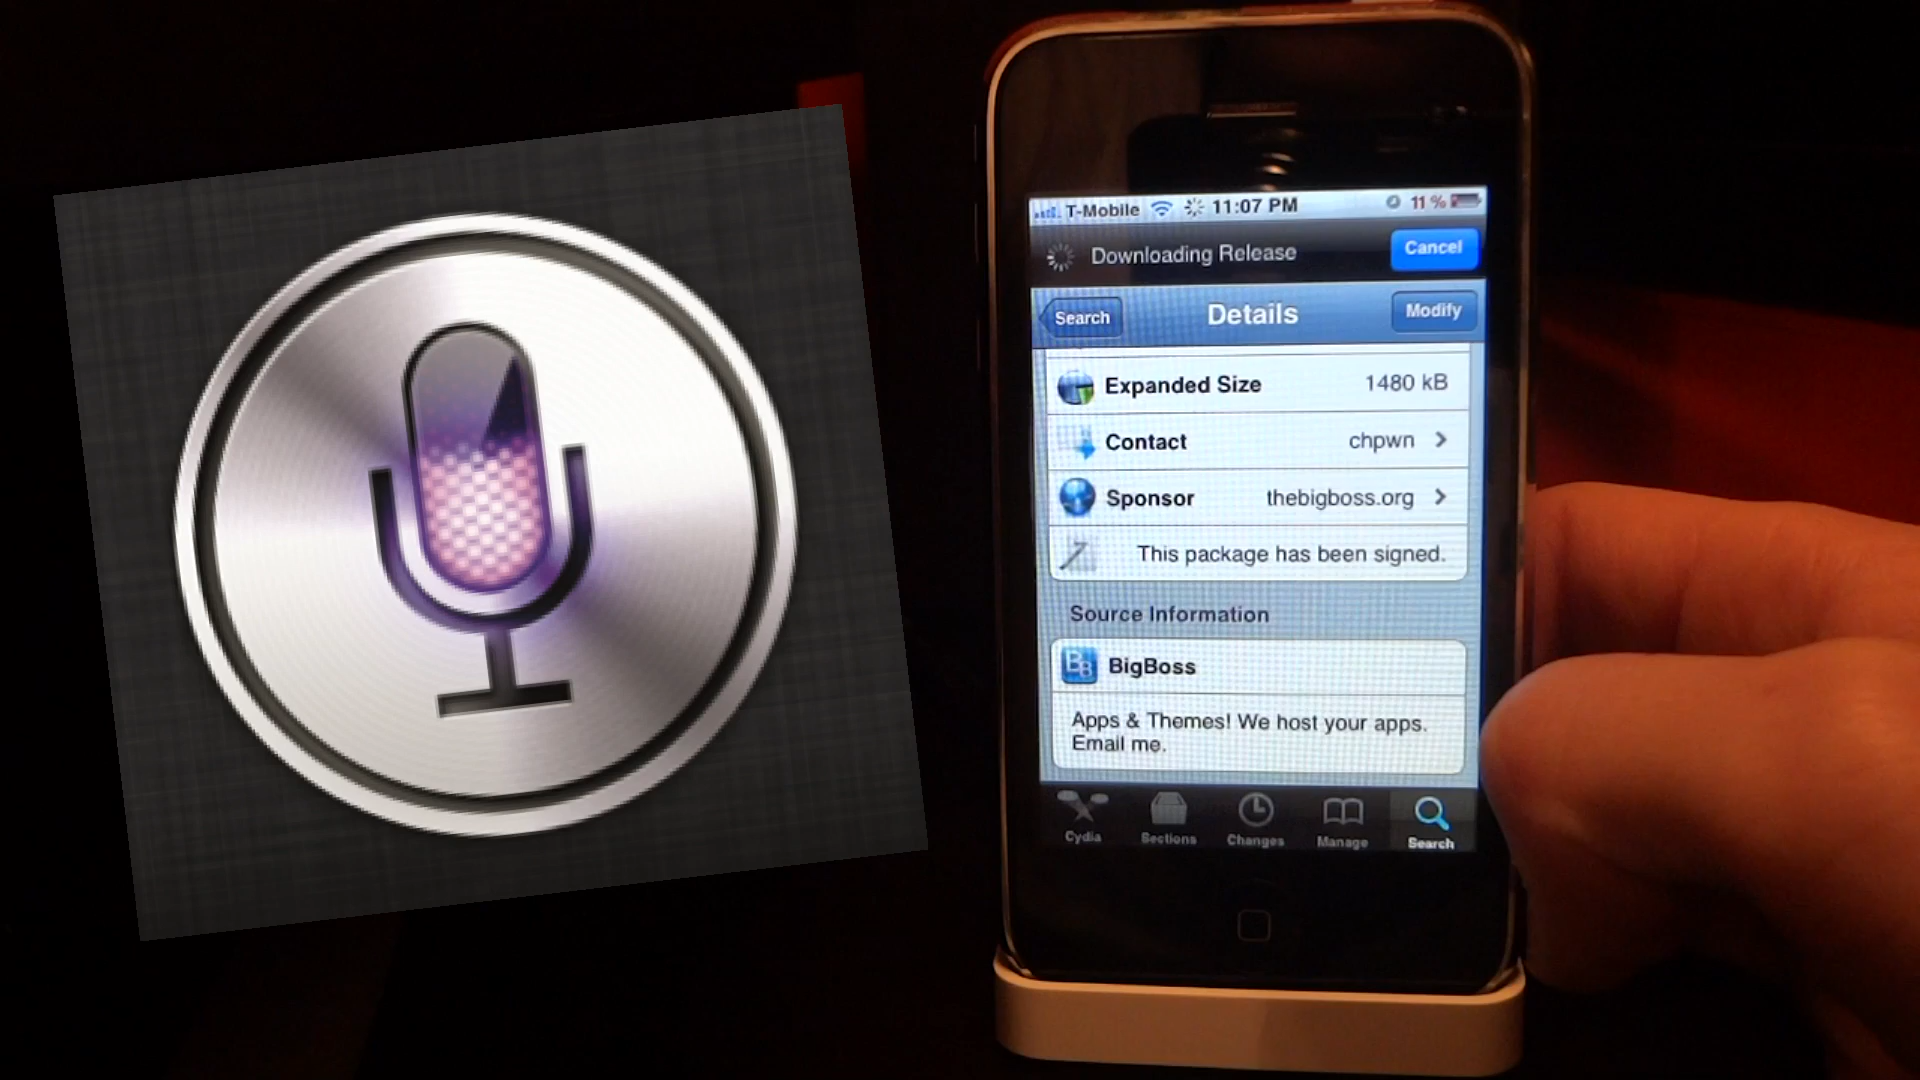 T-Mobile 11:07 PM 11 %
Downloading Release Cancel
Search Details Modify
Expanded Size 1480 kB
Contact chpwn
Sponsor thebigboss.org
This package has been signed.
Source Information
BB BigBoss
Apps & Themes! We host your apps.
Email me.
Cydia Sections Changes Manage Search